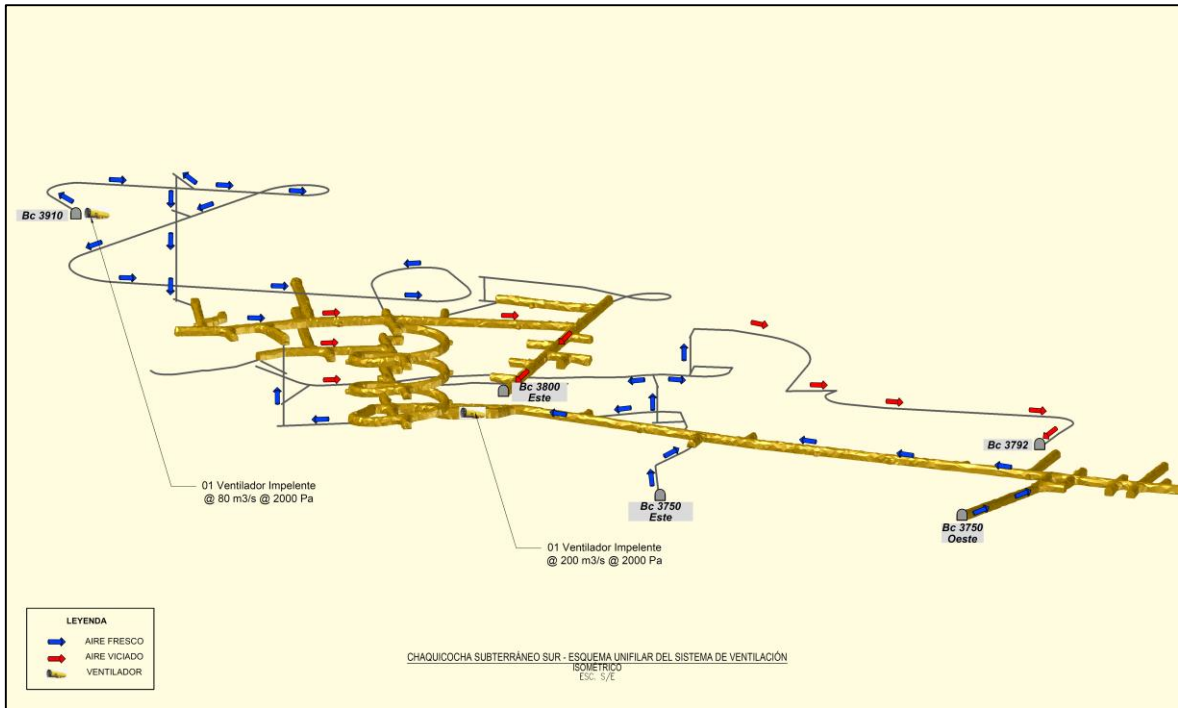 Bc 3910
Bc 3800
Este
Bc 3792
01 Ventilador Impelente
@ 80 m3/s @ 2000 Pa
Bc 3750
Este
Bc 3750
Oeste
01 Ventilador Impelente
@ 200 m3/s @ 2000 Pa
LEYENDA
AIRE FRESCO
AIRE VICIADO
VENTILADOR
CHAQUICOCHA SUBTERRÁNEO SUR - ESQUEMA UNIFILAR DEL SISTEMA DE VENTILACIÓN
ISOMÉTRICO
ESC. S/E